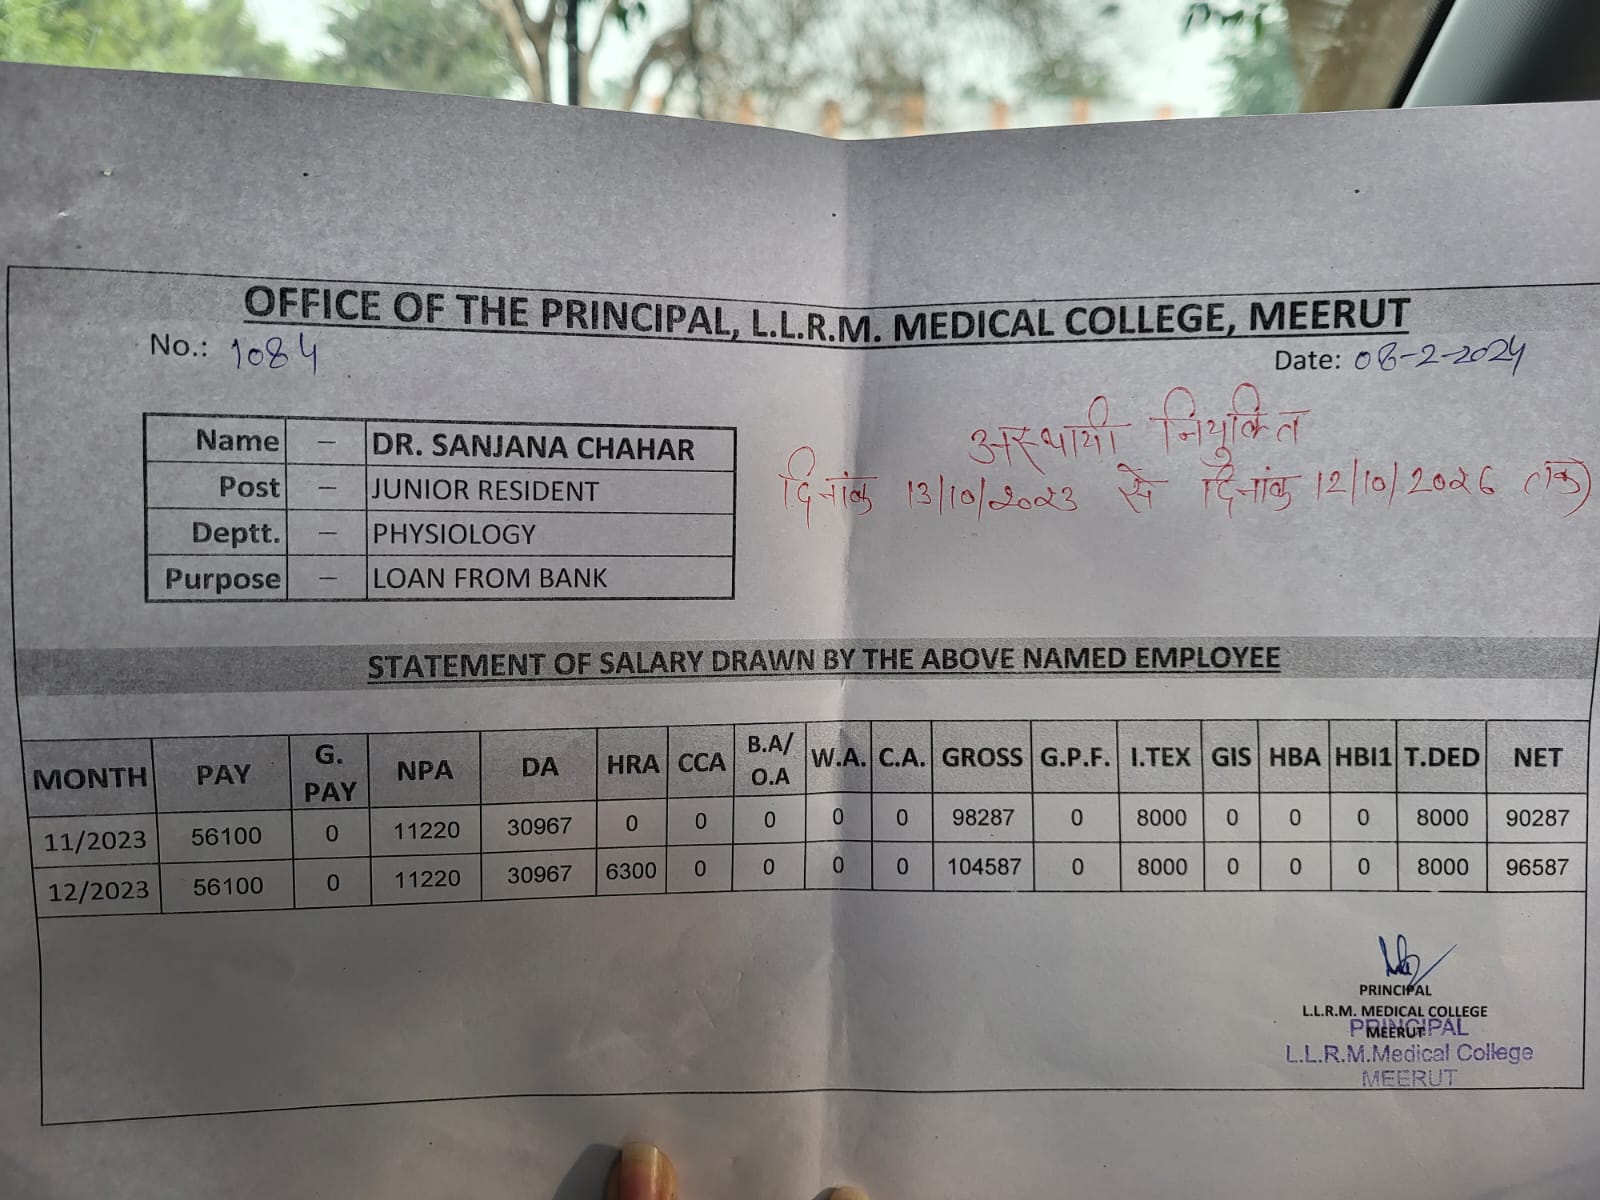 OFFICE OF THE PRINCIPAL, L.L.R.M. MEDICAL COLLEGE, MEERUT
No.: 1084
Date: 08-2-2024
अस्थायी नियुक्ति
दिनांक 13/10/2023 से दिनांक 12/10/2026 तक)
Name – DR. SANJANA CHAHAR
Post – JUNIOR RESIDENT
Deptt. – PHYSIOLOGY
Purpose – LOAN FROM BANK
STATEMENT OF SALARY DRAWN BY THE ABOVE NAMED EMPLOYEE
MONTH PAY G. PAY NPA DA HRA CCA B.A/ O.A W.A. C.A. GROSS G.P.F. I.TEX GIS HBA HBI1 T.DED NET
11/2023 56100 0 11220 30967 0 0 0 0 0 98287 0 8000 0 0 0 8000 90287
12/2023 56100 0 11220 30967 6300 0 0 0 0 104587 0 8000 0 0 0 8000 96587
PRINCIPAL
L.L.R.M. MEDICAL COLLEGE
MEERUT
PRINCIPAL
L.L.R.M.Medical College
MEERUT